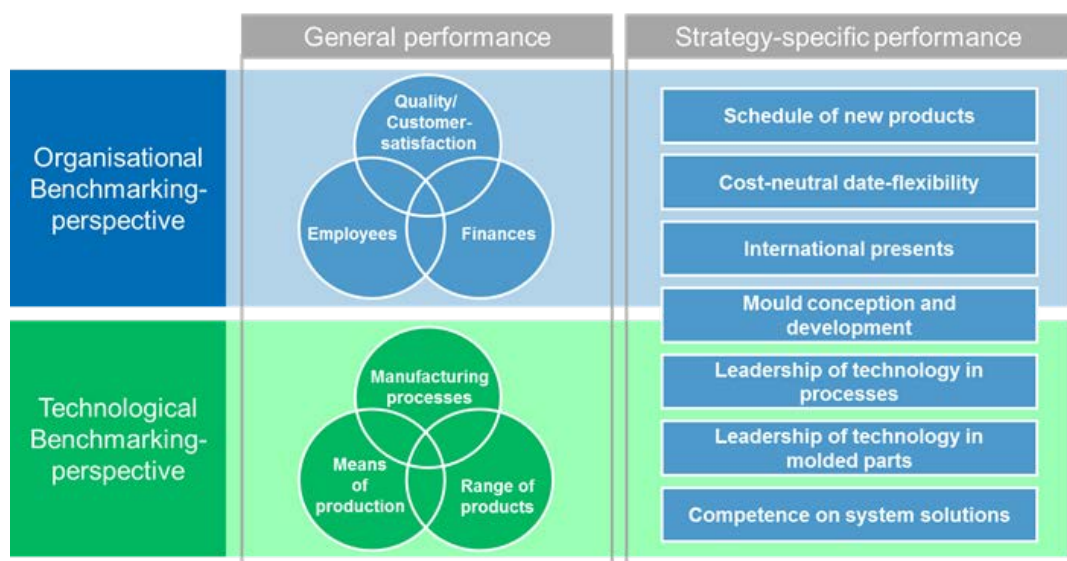 General performance
Strategy-specific performance
Organisational
Benchmarking-
perspective
Quality/
Customer-
satisfaction
Employees
Finances
Schedule of new products
Cost-neutral date-flexibility
International presents
Mould conception and
development
Technological
Benchmarking-
perspective
Manufacturing
processes
Means
of
production
Range of
products
Leadership of technology in
processes
Leadership of technology in
molded parts
Competence on system solutions